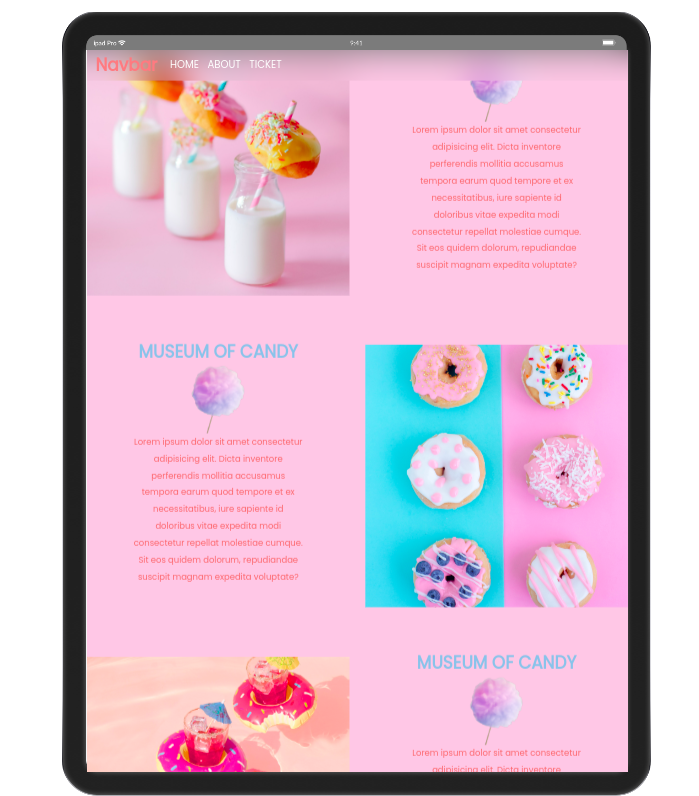 iPad Pro
9:41
Navbar HOME ABOUT TICKET
Lorem ipsum dolor sit amet consectetur
adipisicing elit. Dicta inventore
perferendis mollitia accusamus
tempora earum quod tempore et ex
necessitatibus, iure sapiente id
doloribus vitae expedita modi
consectetur repellat molestiae cumque.
Sit eos quidem dolorum, repudiandae
suscipit magnam expedita voluptate?
MUSEUM OF CANDY
Lorem ipsum dolor sit amet consectetur
adipisicing elit. Dicta inventore
perferendis mollitia accusamus
tempora earum quod tempore et ex
necessitatibus, iure sapiente id
doloribus vitae expedita modi
consectetur repellat molestiae cumque.
Sit eos quidem dolorum, repudiandae
suscipit magnam expedita voluptate?
MUSEUM OF CANDY
Lorem ipsum dolor sit amet consectetur
adipisicing elit. Dicta inventore